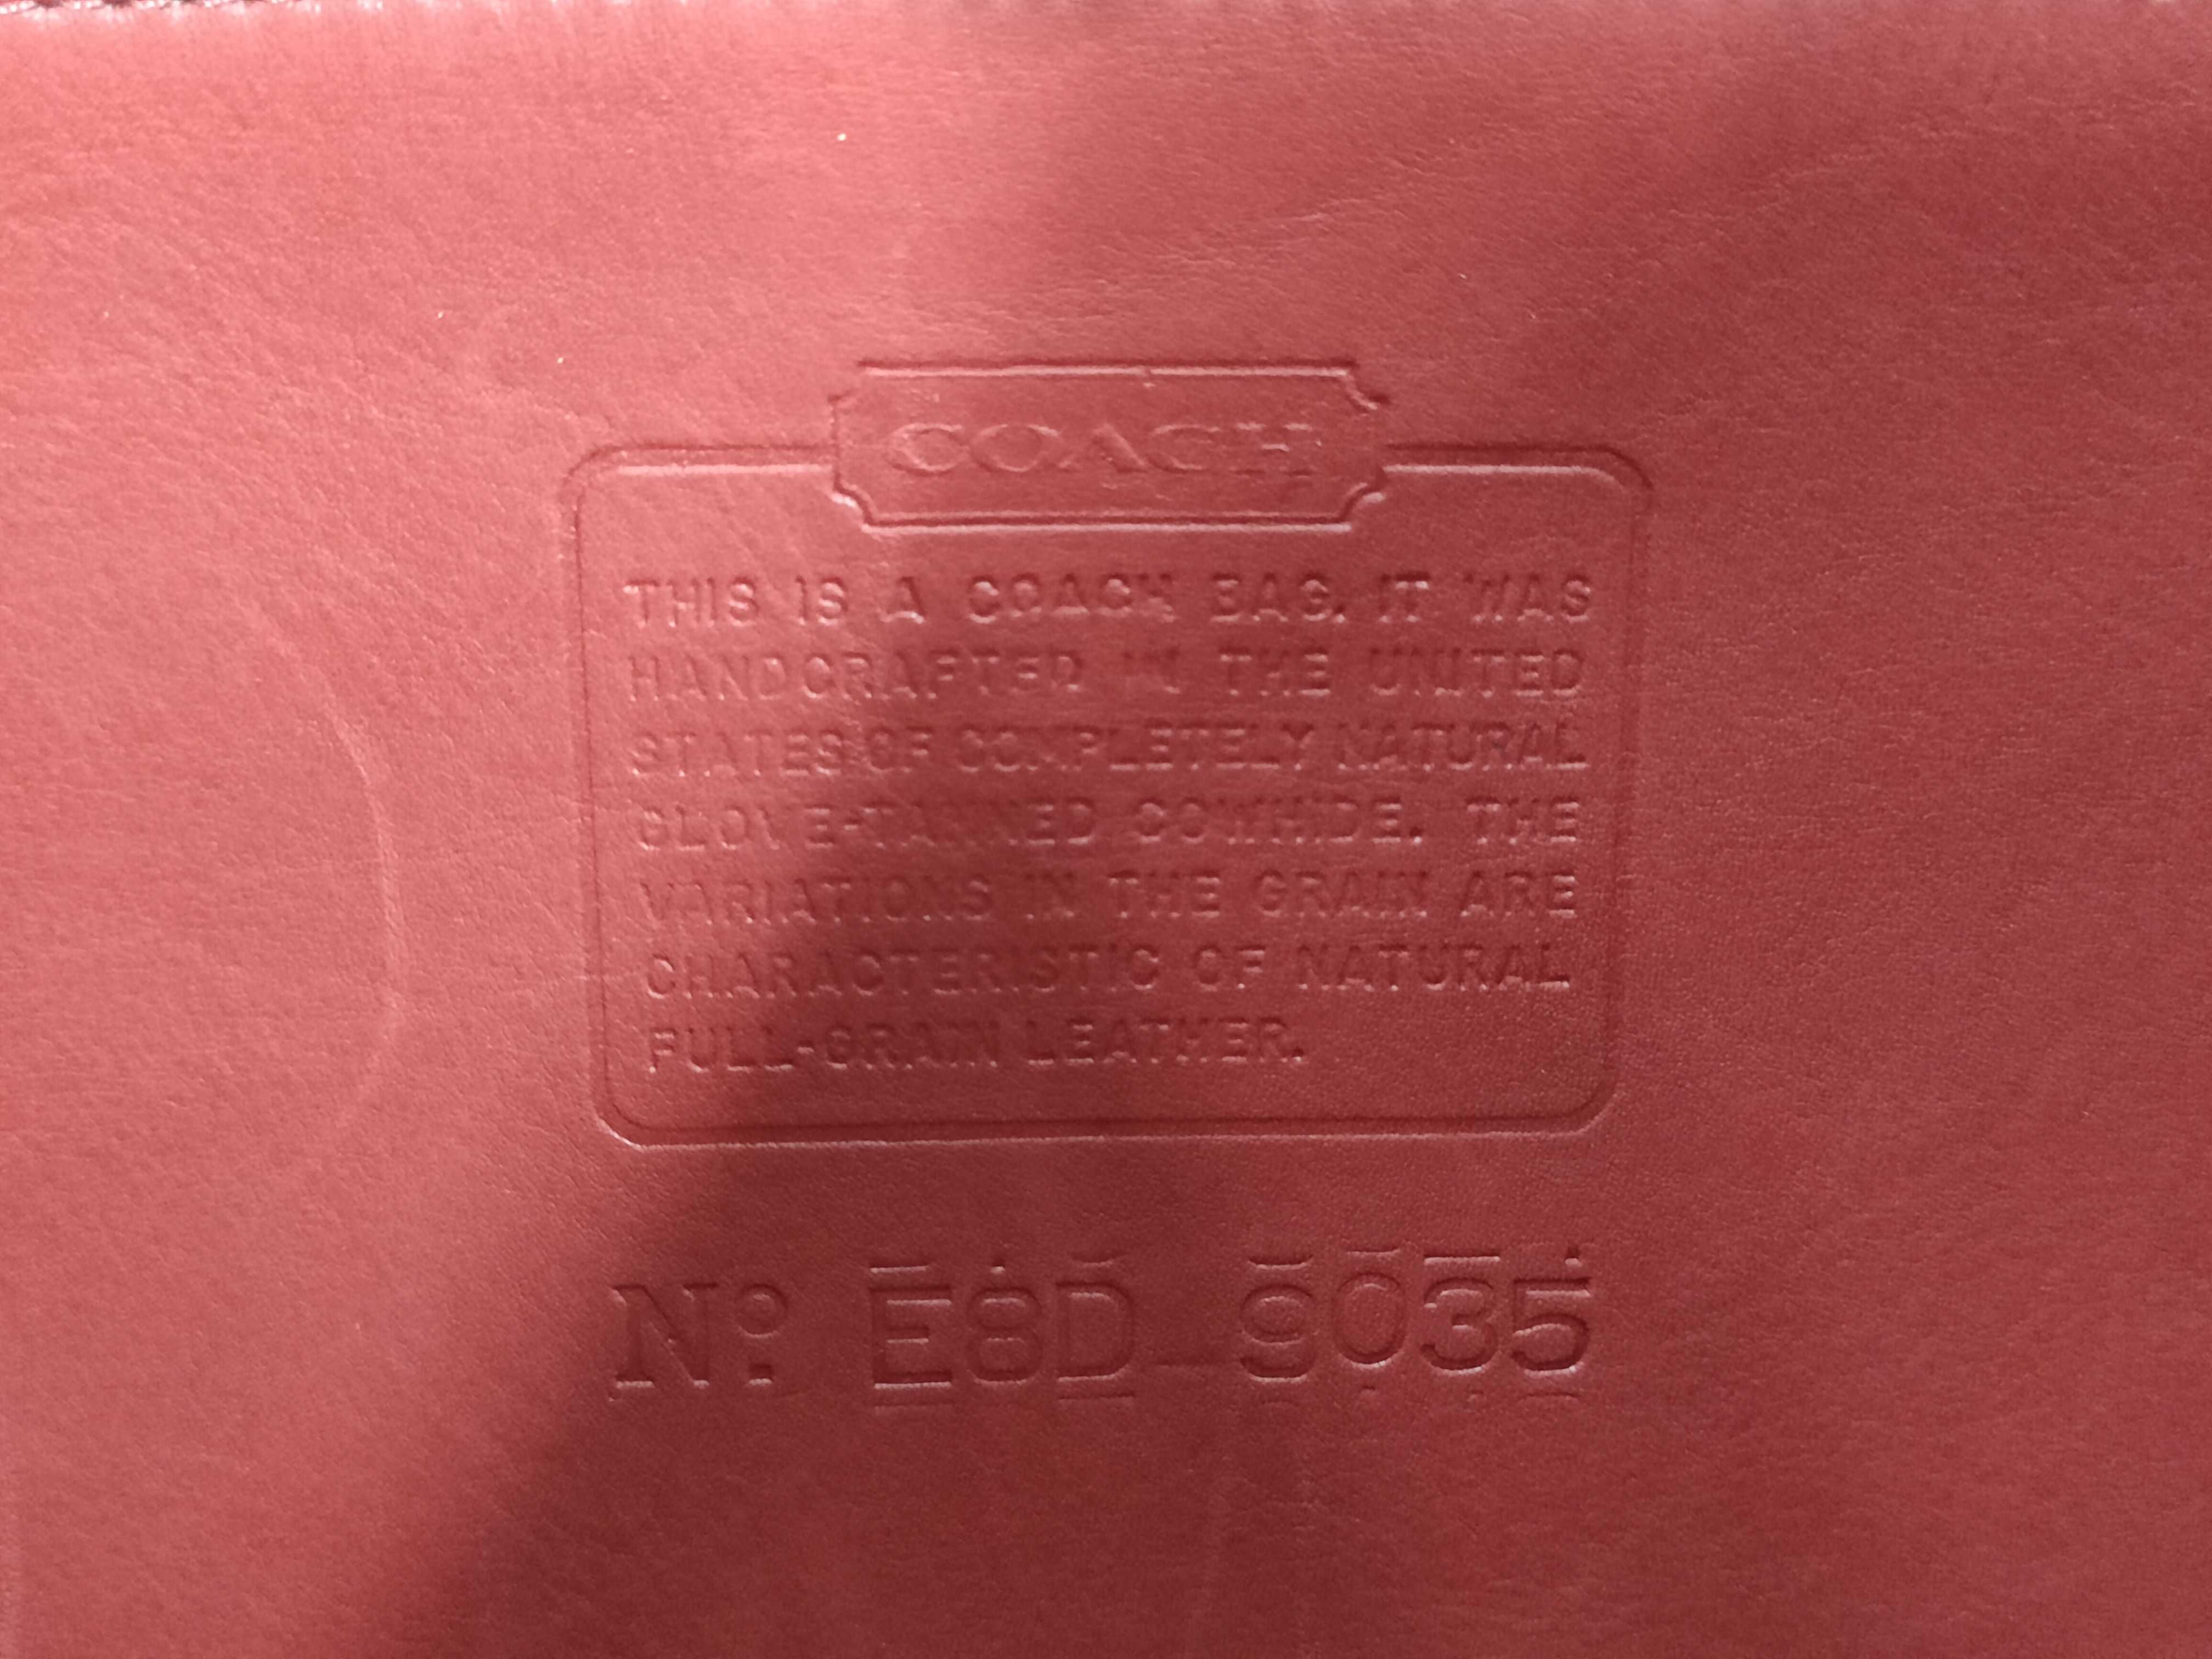 COACH
THIS IS A COACH BAG. IT WAS
HANDCRAFTED IN THE UNITED
STATES OF COMPLETELY NATURAL
GLOVE-TANNED COWHIDE. THE
VARIATIONS IN THE GRAIN ARE
CHARACTERISTIC OF NATURAL
FULL-GRAIN LEATHER.
Nº E8D-9035